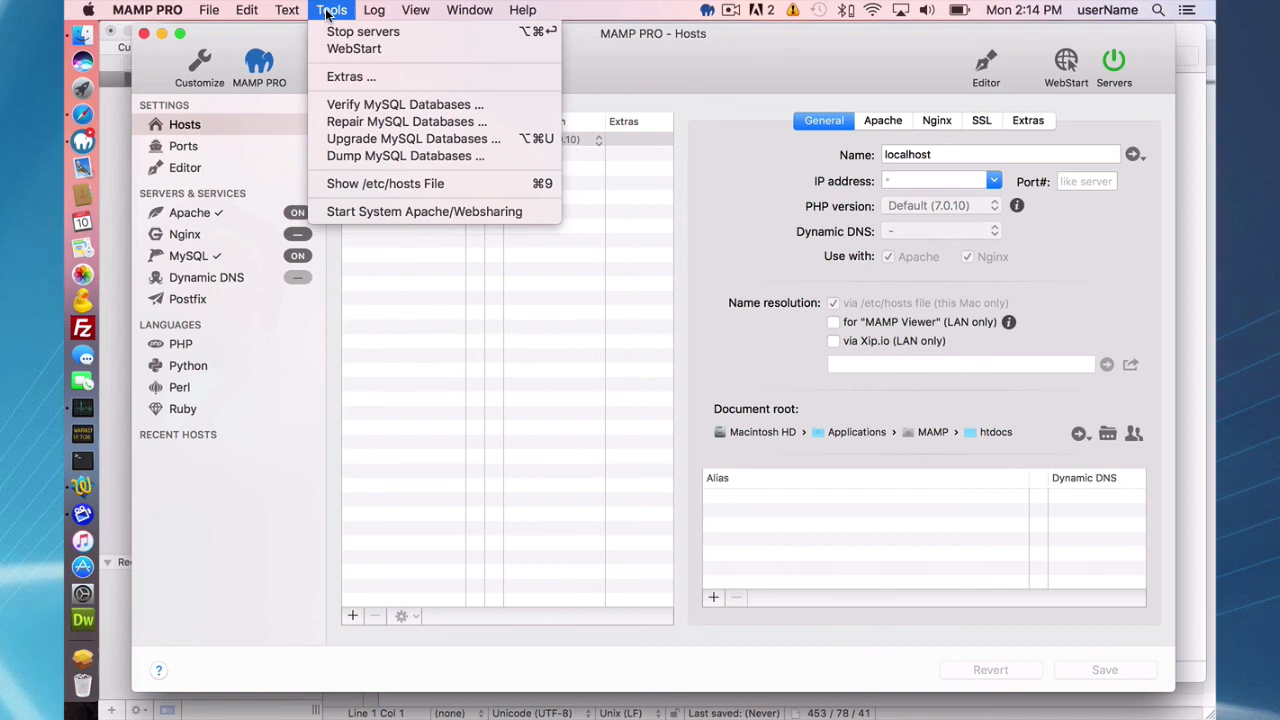 MAMP PRO File Edit Text Tools Log View Window Help 2 Mon 2:14 PM userName
Stop servers ⌥⌘↩
WebStart
Extras ...
Verify MySQL Databases ...
Repair MySQL Databases ...
Upgrade MySQL Databases ... ⌥⌘U
Dump MySQL Databases ...
Show /etc/hosts File ⌘9
Start System Apache/Websharing
MAMP PRO - Hosts
Customize MAMP PRO Editor WebStart Servers
SETTINGS
Hosts
Ports
Editor
SERVERS & SERVICES
Apache ✓ ON
Nginx —
MySQL ✓ ON
Dynamic DNS —
Postfix
LANGUAGES
PHP
Python
Perl
Ruby
RECENT HOSTS
Extras
General Apache Nginx SSL Extras
Name: localhost
IP address: * Port#: like server
PHP version: Default (7.0.10)
Dynamic DNS: -
Use with: Apache Nginx
Name resolution: via /etc/hosts file (this Mac only)
for "MAMP Viewer" (LAN only)
via Xip.io (LAN only)
Document root:
Macintosh HD › Applications › MAMP › htdocs
Alias Dynamic DNS
+ −
+ −
? Revert Save
Fz
Dw
Line 1 Col 1 (none) Unicode (UTF-8) Unix (LF) Last saved: (Never) 453 / 78 / 41